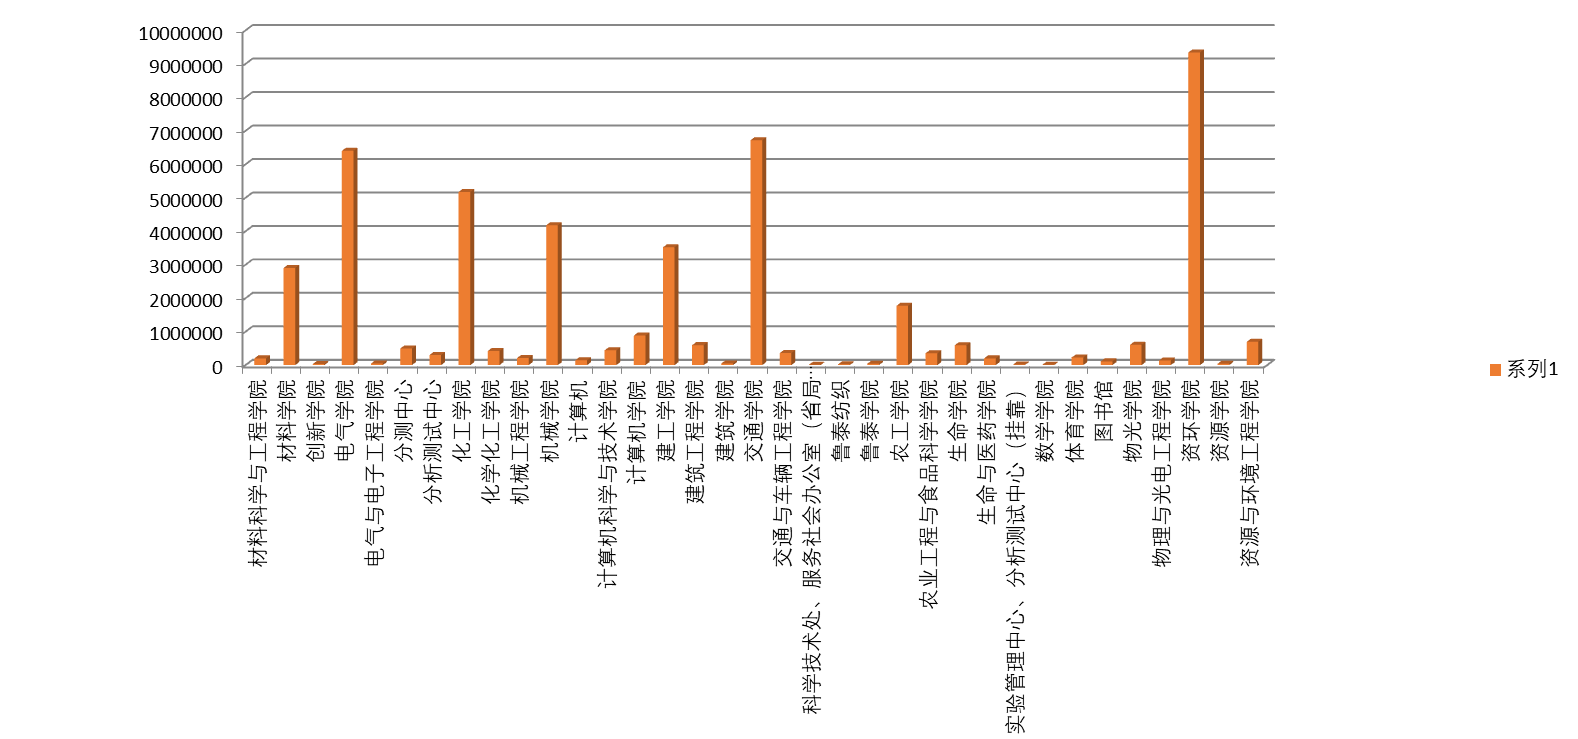 10000000
9000000
8000000
7000000
6000000
5000000
4000000
3000000
2000000
1000000
0
材料科学与工程学院
材料学院
创新学院
电气学院
电气与电子工程学院
分测中心
分析测试中心
化工学院
化学化工学院
机械工程学院
机械学院
计算机
计算机科学与技术学院
计算机学院
建工学院
建筑工程学院
建筑学院
交通学院
交通与车辆工程学院
科学技术处、服务社会办公室（省局…
鲁泰纺织
鲁泰学院
农工学院
农业工程与食品科学学院
生命学院
生命与医药学院
实验管理中心、分析测试中心（挂靠）
数学学院
体育学院
图书馆
物光学院
物理与光电工程学院
资环学院
资源学院
资源与环境工程学院
系列1